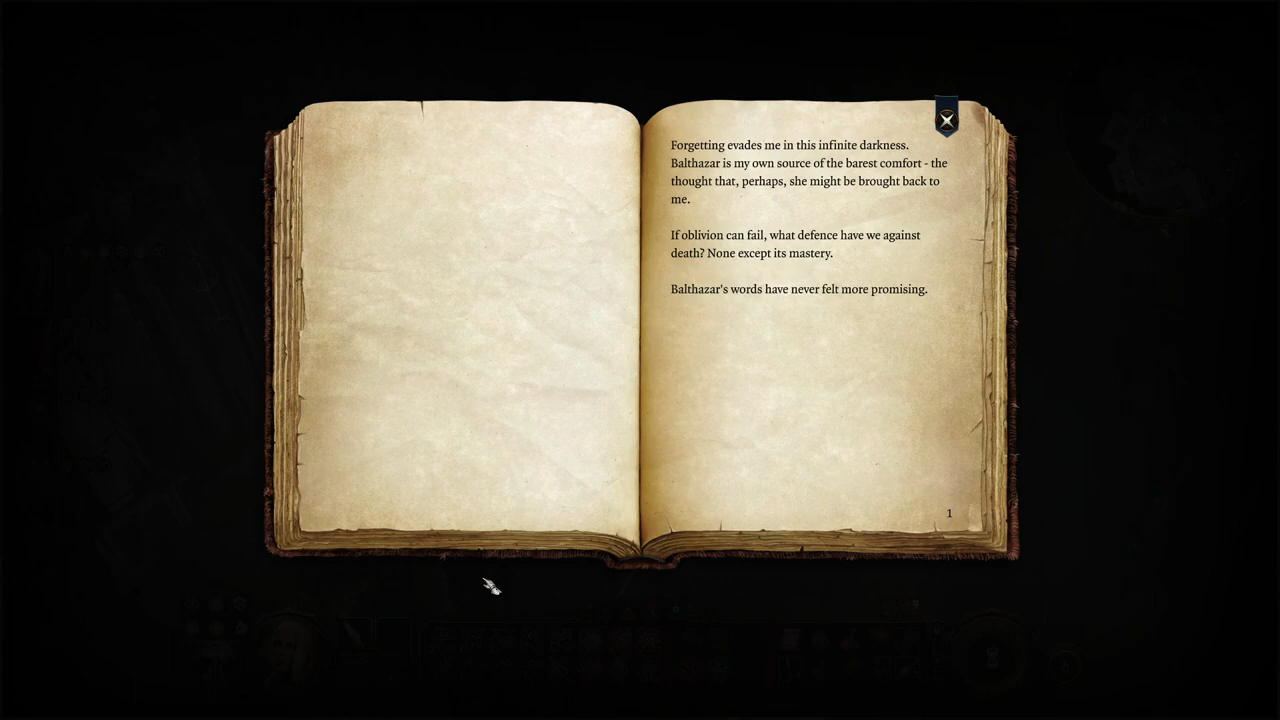 Forgetting evades me in this infinite darkness.
Balthazar is my own source of the barest comfort - the
thought that, perhaps, she might be brought back to
me.
If oblivion can fail, what defence have we against
death? None except its mastery.
Balthazar's words have never felt more promising.
1